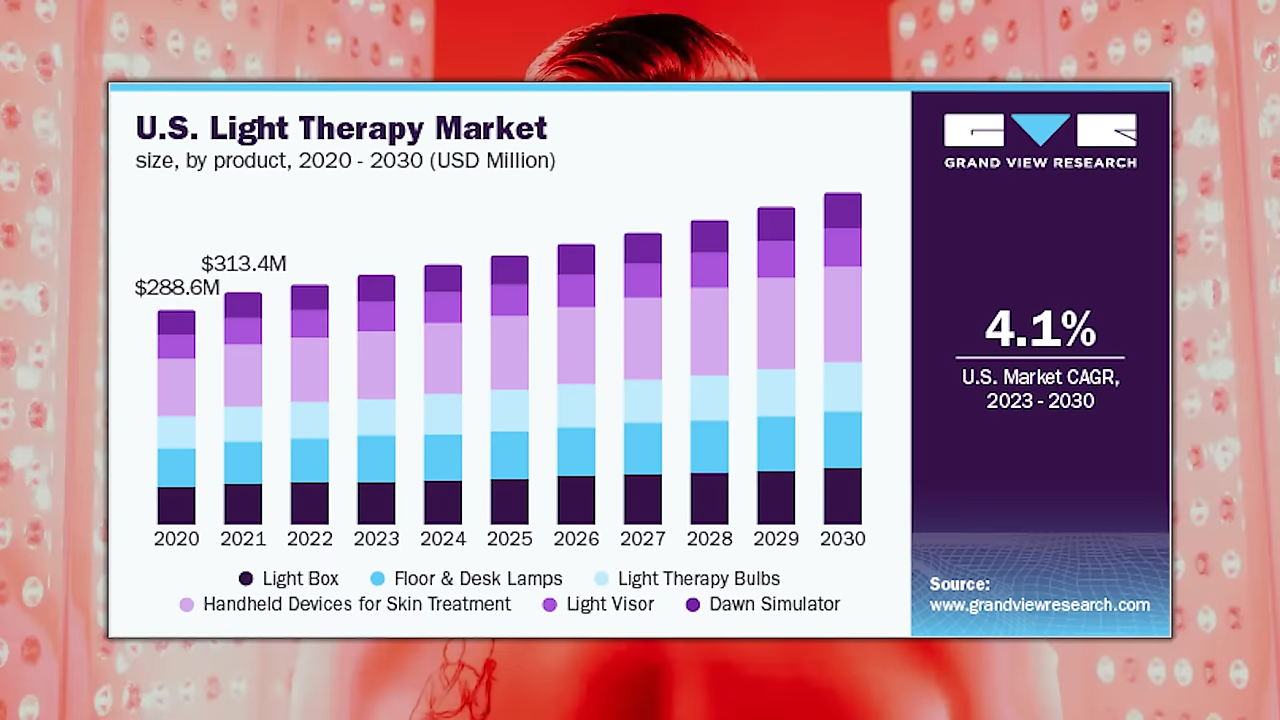 U.S. Light Therapy Market
size, by product, 2020 - 2030 (USD Million)
GRAND VIEW RESEARCH
$313.4M
$288.6M
4.1%
U.S. Market CAGR,
2023 - 2030
2020 2021 2022 2023 2024 2025 2026 2027 2028 2029 2030
Light Box Floor & Desk Lamps Light Therapy Bulbs
Handheld Devices for Skin Treatment Light Visor Dawn Simulator
Source:
www.grandviewresearch.com